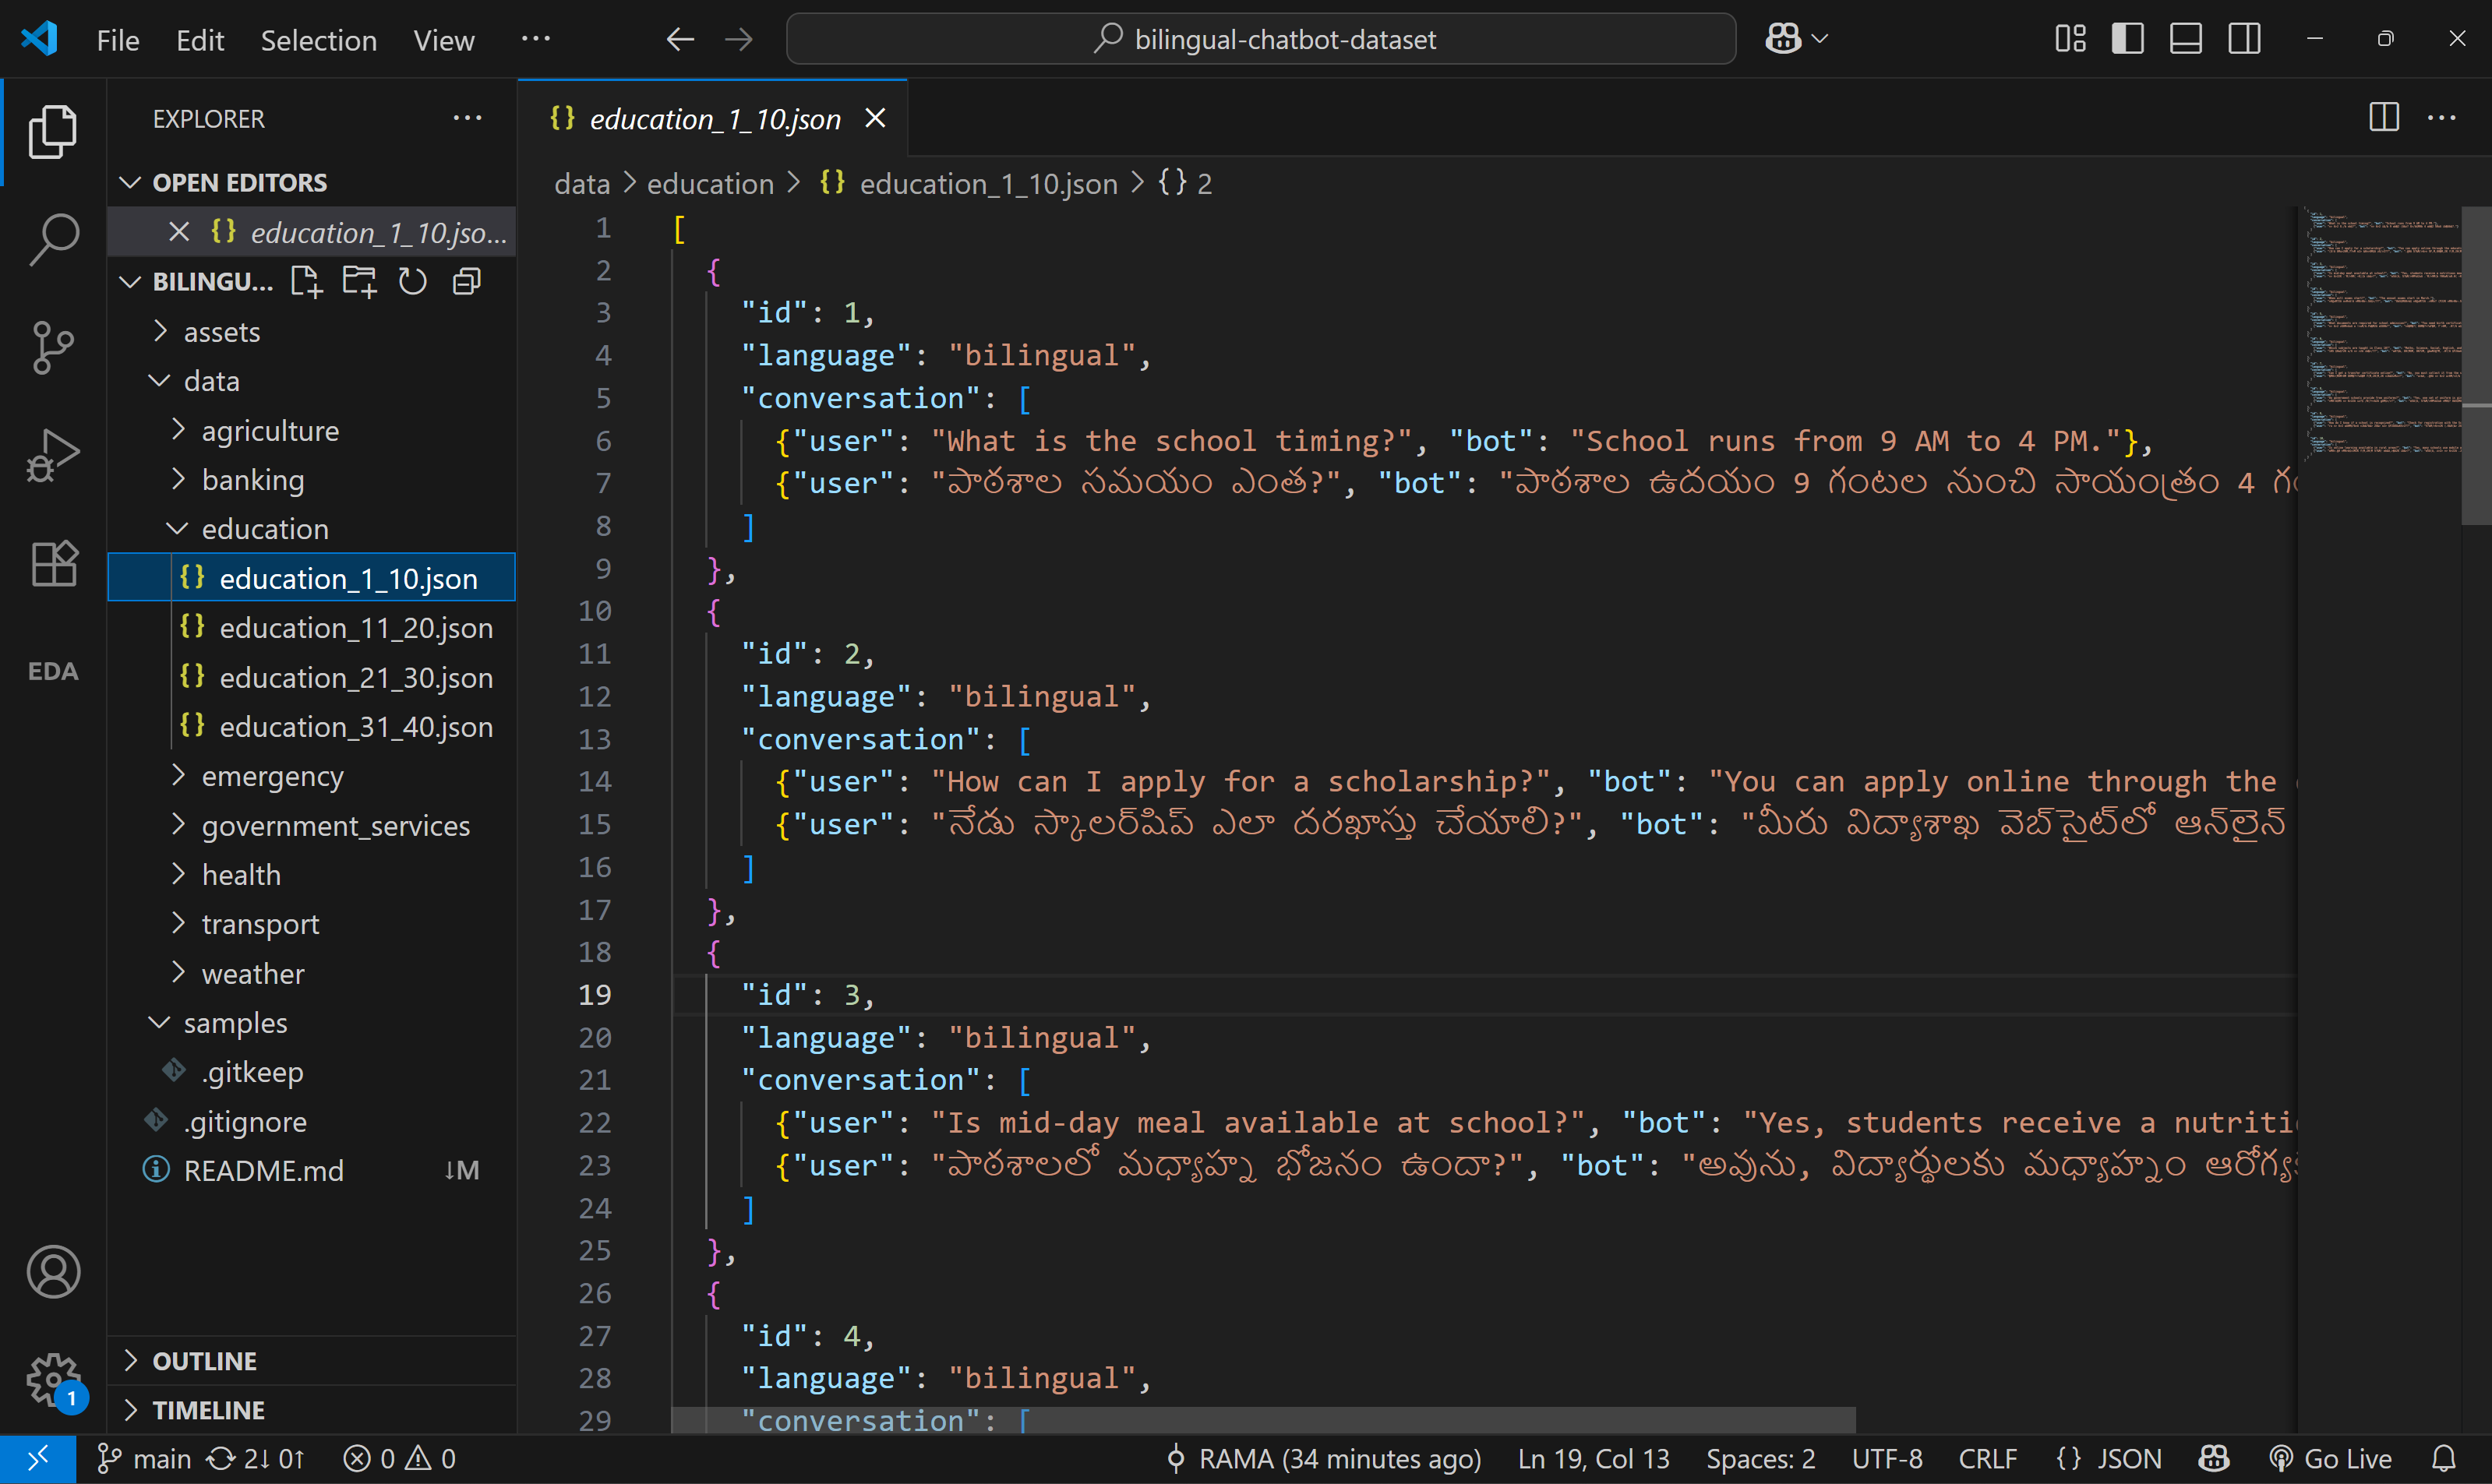 File Edit Selection View ··· bilingual-chatbot-dataset
EXPLORER ···
OPEN EDITORS
education_1_10.jso...
BILINGU...
assets
data
agriculture
banking
education
education_1_10.json
education_11_20.json
education_21_30.json
education_31_40.json
emergency
government_services
health
transport
weather
samples
.gitkeep
.gitignore
README.md ↓M
OUTLINE
TIMELINE
EDA
1
education_1_10.json
data > education > {} education_1_10.json > {} 2
1 [
2 {
3 "id": 1,
4 "language": "bilingual",
5 "conversation": [
6 {"user": "What is the school timing?", "bot": "School runs from 9 AM to 4 PM."},
7 {"user": "పాఠశాల సమయం ఎంత?", "bot": "పాఠశాల ఉదయం 9 గంటల నుంచి సాయంత్రం 4
8 ]
9 },
10 {
11 "id": 2,
12 "language": "bilingual",
13 "conversation": [
14 {"user": "How can I apply for a scholarship?", "bot": "You can apply online through the
15 {"user": "నేడు స్కాలర్‌షిప్ ఎలా దరఖాస్తు చేయాలి?", "bot": "మీరు విద్యాశాఖ వెబ్‌సైట్‌లో ఆన్‌లైన్
16 ]
17 },
18 {
19 "id": 3,
20 "language": "bilingual",
21 "conversation": [
22 {"user": "Is mid-day meal available at school?", "bot": "Yes, students receive a nutriti
23 {"user": "పాఠశాలలో మధ్యాహ్న భోజనం ఉందా?", "bot": "అవును, విద్యార్థులకు మధ్యాహ్నం ఆరోగ్య
24 ]
25 },
26 {
27 "id": 4,
28 "language": "bilingual",
29 "conversation": [
main 2↓ 0↑ 0 0 RAMA (34 minutes ago) Ln 19, Col 13 Spaces: 2 UTF-8 CRLF {} JSON Go Live